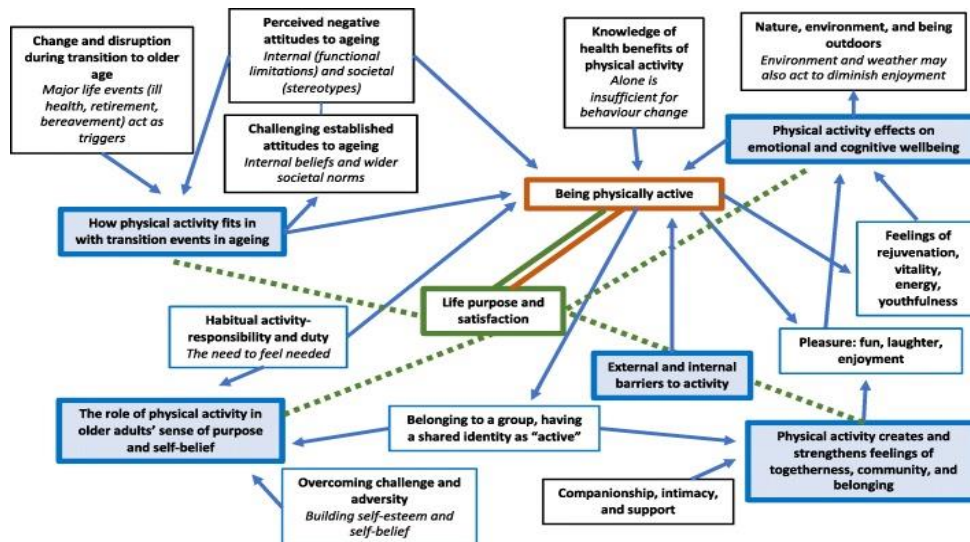 Change and disruption
during transition to older
age
Major life events (ill
health, retirement,
bereavement) act as
triggers
Perceived negative
attitudes to ageing
Internal (functional
limitations) and societal
(stereotypes)
Challenging established
attitudes to ageing
Internal beliefs and wider
societal norms
Knowledge of
health benefits of
physical activity
Alone is
insufficient for
behaviour change
Nature, environment, and being
outdoors
Environment and weather may
also act to diminish enjoyment
Physical activity effects on
emotional and cognitive wellbeing
How physical activity fits in
with transition events in ageing
Being physically active
Feelings of
rejuvenation,
vitality,
energy,
youthfulness
Life purpose and
satisfaction
Habitual activity-
responsibility and duty
The need to feel needed
Pleasure: fun, laughter,
enjoyment
External and internal
barriers to activity
The role of physical activity in
older adults’ sense of purpose
and self-belief
Belonging to a group, having
a shared identity as “active”
Physical activity creates and
strengthens feelings of
togetherness, community, and
belonging
Overcoming challenge and
adversity
Building self-esteem and
self-belief
Companionship, intimacy,
and support